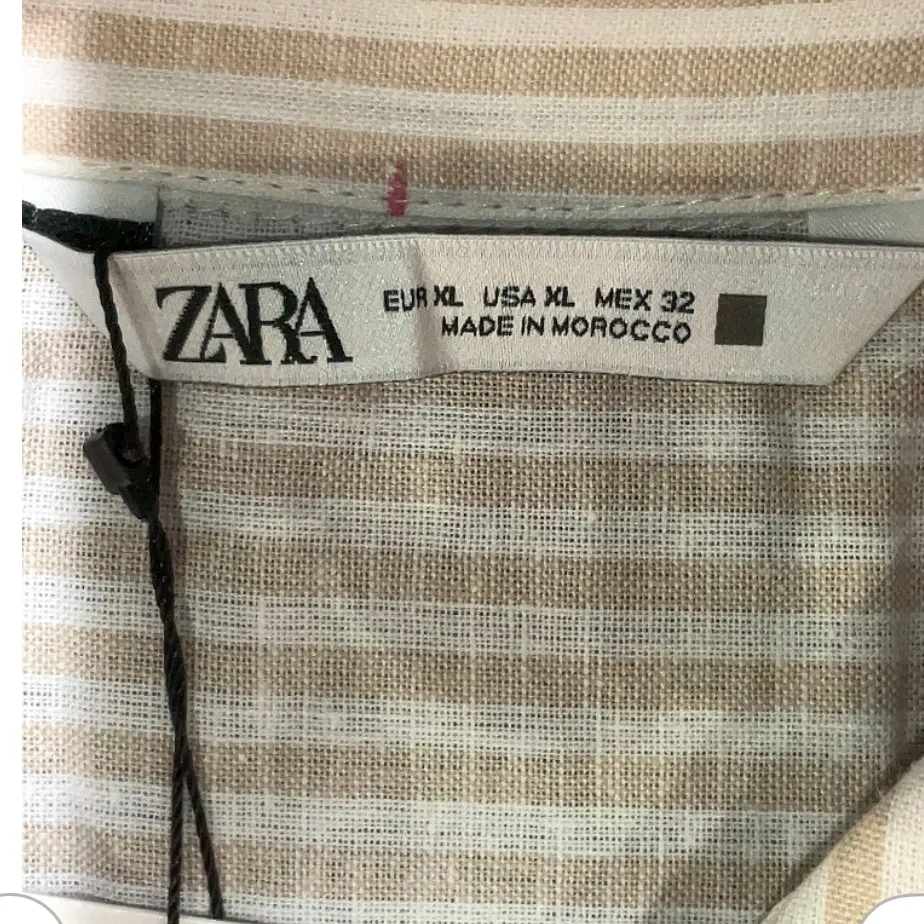 ZARA
EUR XL USA XL MEX 32
MADE IN MOROCCO